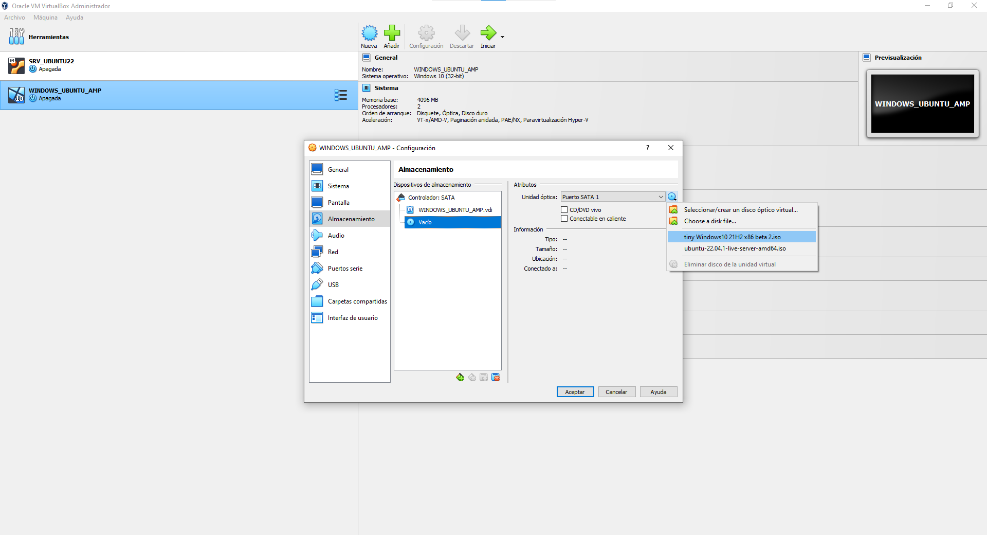 Oracle VM VirtualBox Administrador
Archivo Máquina Ayuda
Herramientas
Nueva Añadir Configuración Descartar Iniciar
SRV_UBUNTU22
Apagada
WINDOWS_UBUNTU_AMP
Apagada
General
Nombre: WINDOWS_UBUNTU_AMP
Sistema operativo: Windows 10 (32-bit)
Sistema
Memoria base: 4096 MB
Procesadores: 2
Orden de arranque: Disquete, Óptica, Disco duro
Aceleración: VT-x/AMD-V, Paginación anidada, PAE/NX, Paravirtualización Hyper-V
Previsualización
WINDOWS_UBUNTU_AMP
WINDOWS_UBUNTU_AMP - Configuración ?
General
Sistema
Pantalla
Almacenamiento
Audio
Red
Puertos serie
USB
Carpetas compartidas
Interfaz de usuario
Almacenamiento
Dispositivos de almacenamiento
Controlador: SATA
WINDOWS_UBUNTU_AMP.vdi
Vacío
Atributos
Unidad óptica: Puerto SATA 1
CD/DVD vivo
Conectable en caliente
Información
Tipo: --
Tamaño: --
Ubicación: --
Conectado a: --
Seleccionar/crear un disco óptico virtual...
Choose a disk file...
tiny Windows10 21H2 x86 beta 2.iso
ubuntu-22.04.1-live-server-amd64.iso
Eliminar disco de la unidad virtual
Aceptar Cancelar Ayuda